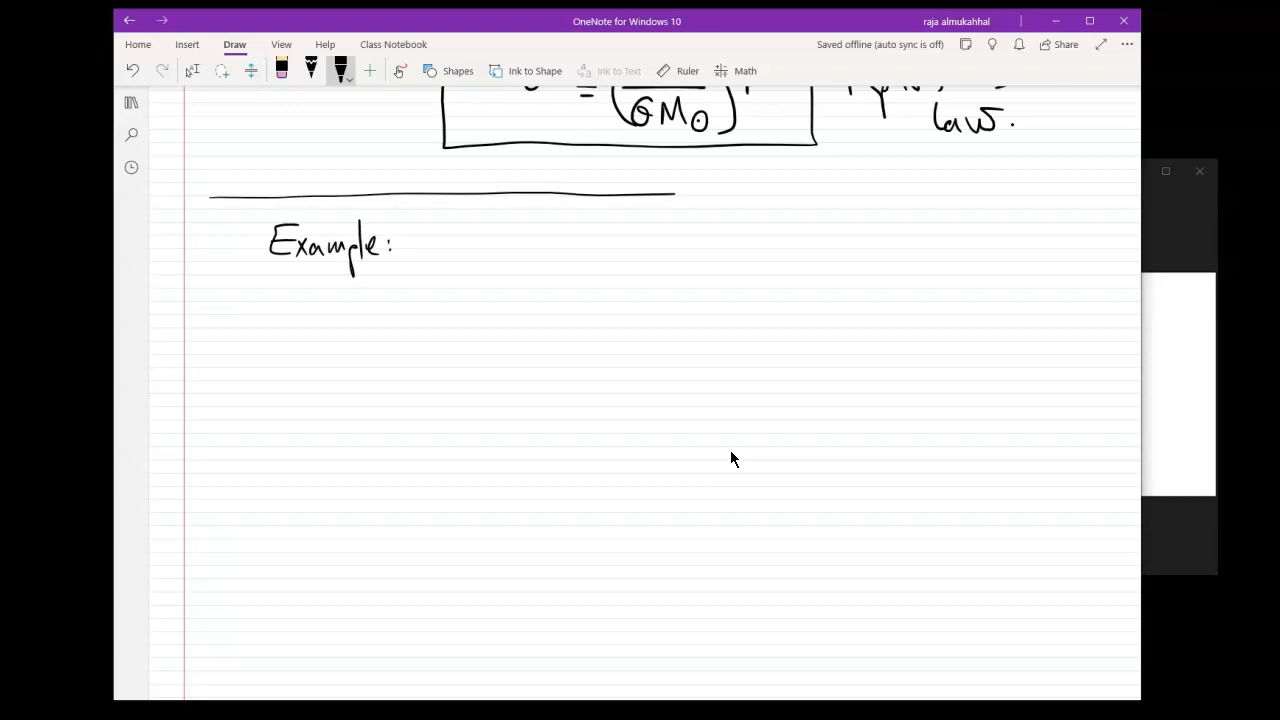 OneNote for Windows 10
raja almukahhal
Home Insert Draw View Help Class Notebook
Saved offline (auto sync is off)
Share
Shapes
Ink to Shape
Ink to Text
Ruler
Math
= ( GM⊙ )
law.
Example: